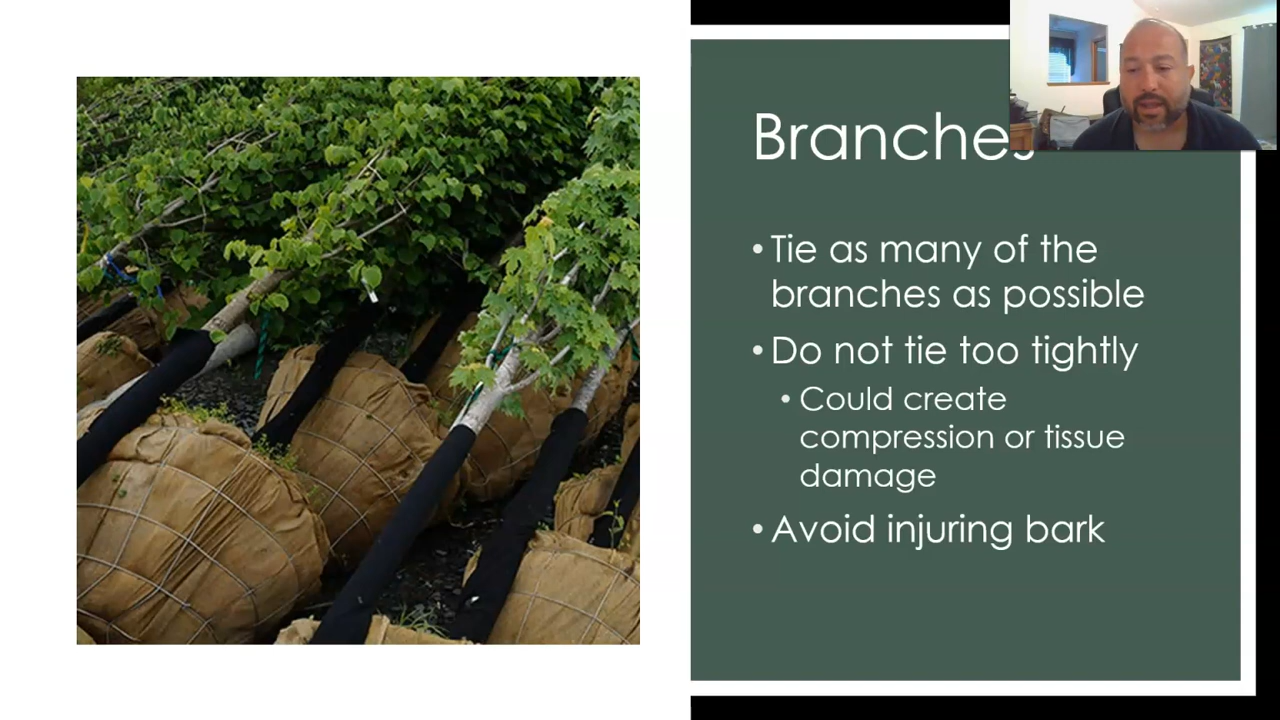 Branches
• Tie as many of the
branches as possible
• Do not tie too tightly
• Could create
compression or tissue
damage
• Avoid injuring bark